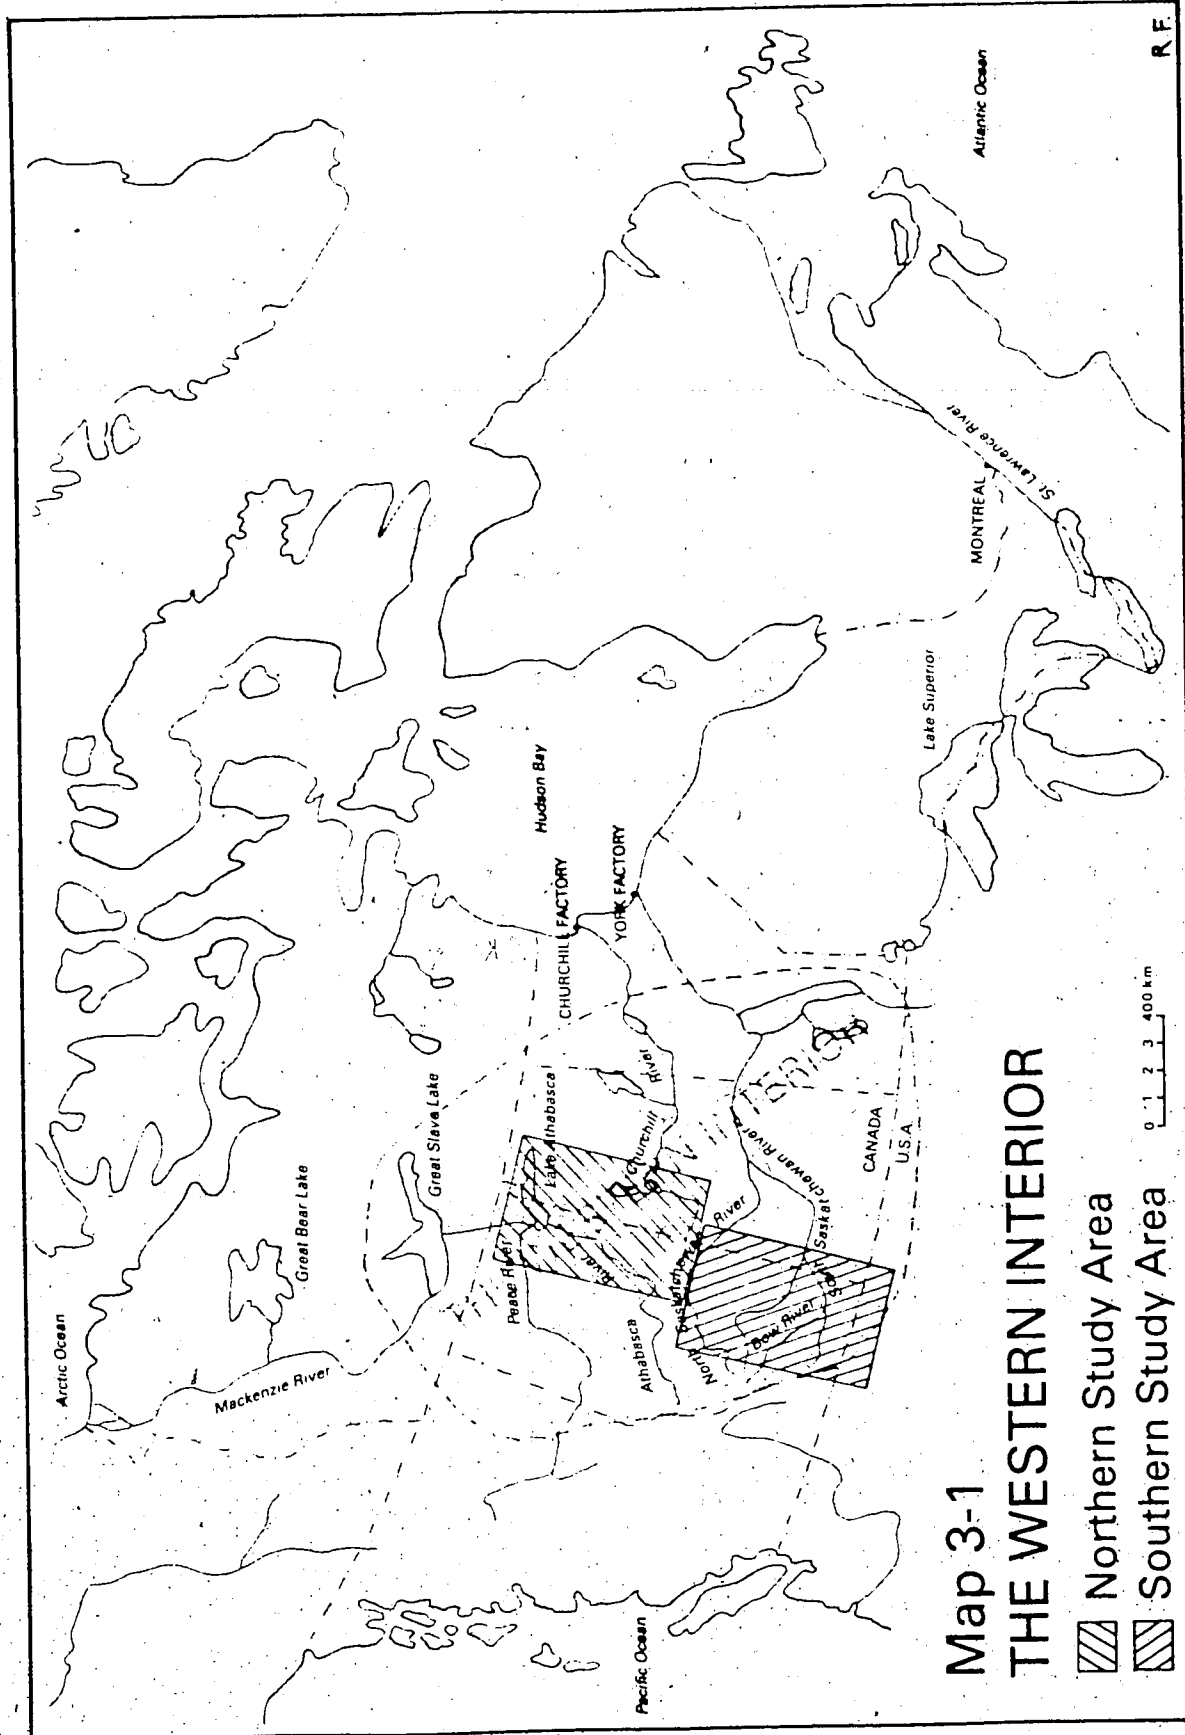 Arctic Ocean
Great Bear Lake
Mackenzie River
Great Slave Lake
Peace River
Lake Athabasca
River
Athabasca
Churchill
River
CHURCHILL FACTORY
YORK FACTORY
Hudson Bay
North
Saskatchewan
River
Bow River
South
Saskatchewan River
CANADA
U.S.A.
Lake Superior
MONTREAL
St. Lawrence River
Atlantic Ocean
Pacific Ocean
Map 3-1
THE WESTERN INTERIOR
Northern Study Area
Southern Study Area
0 1 2 3 400 km
R.F.